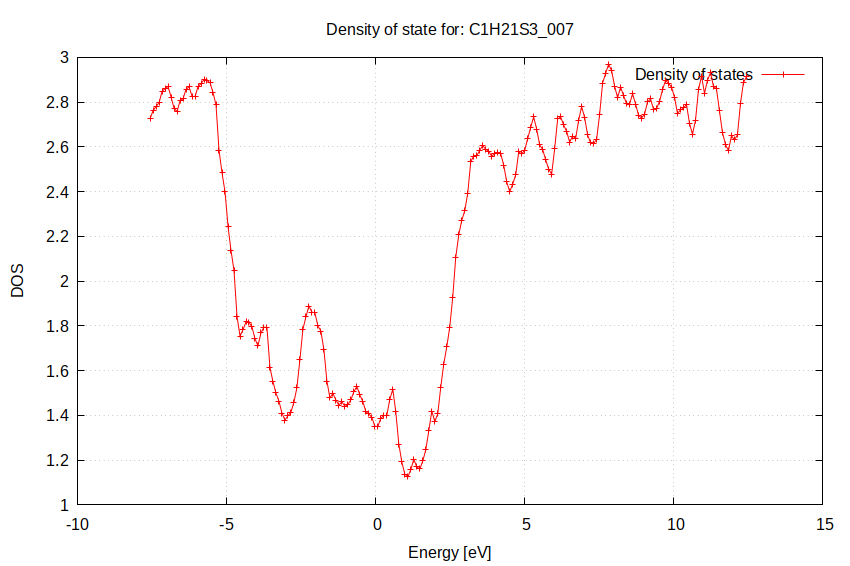 Density of state for: C1H21S3_007
Density of states
3
2.8
2.6
2.4
2.2
2
1.8
1.6
1.4
1.2
1
DOS
-10 -5 0 5 10 15
Energy [eV]